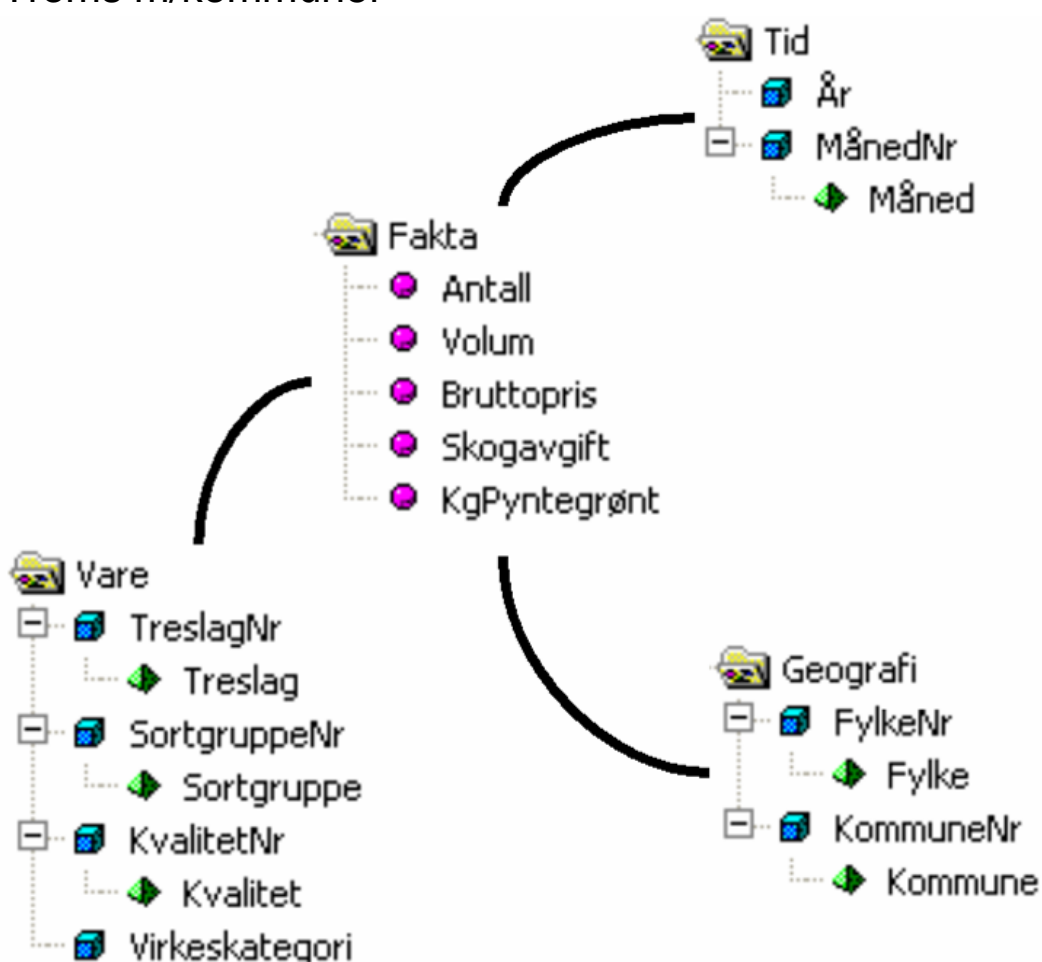 Tid
År
MånedNr
Måned
Fakta
Antall
Volum
Bruttopris
Skogavgift
KgPyntegrønt
Vare
TreslagNr
Treslag
SortgruppeNr
Sortgruppe
KvalitetNr
Kvalitet
Virkeskategori
Geografi
FylkeNr
Fylke
KommuneNr
Kommune